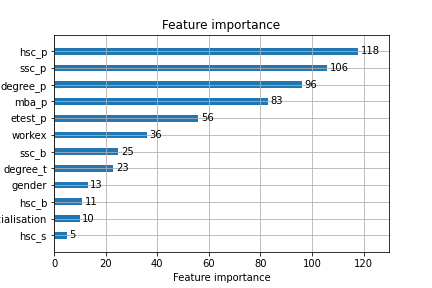 Feature importance
hsc_p 118
ssc_p 106
degree_p 96
mba_p 83
etest_p 56
workex 36
ssc_b 25
degree_t 23
gender 13
hsc_b 11
cialisation 10
hsc_s 5
0 20 40 60 80 100 120
Feature importance